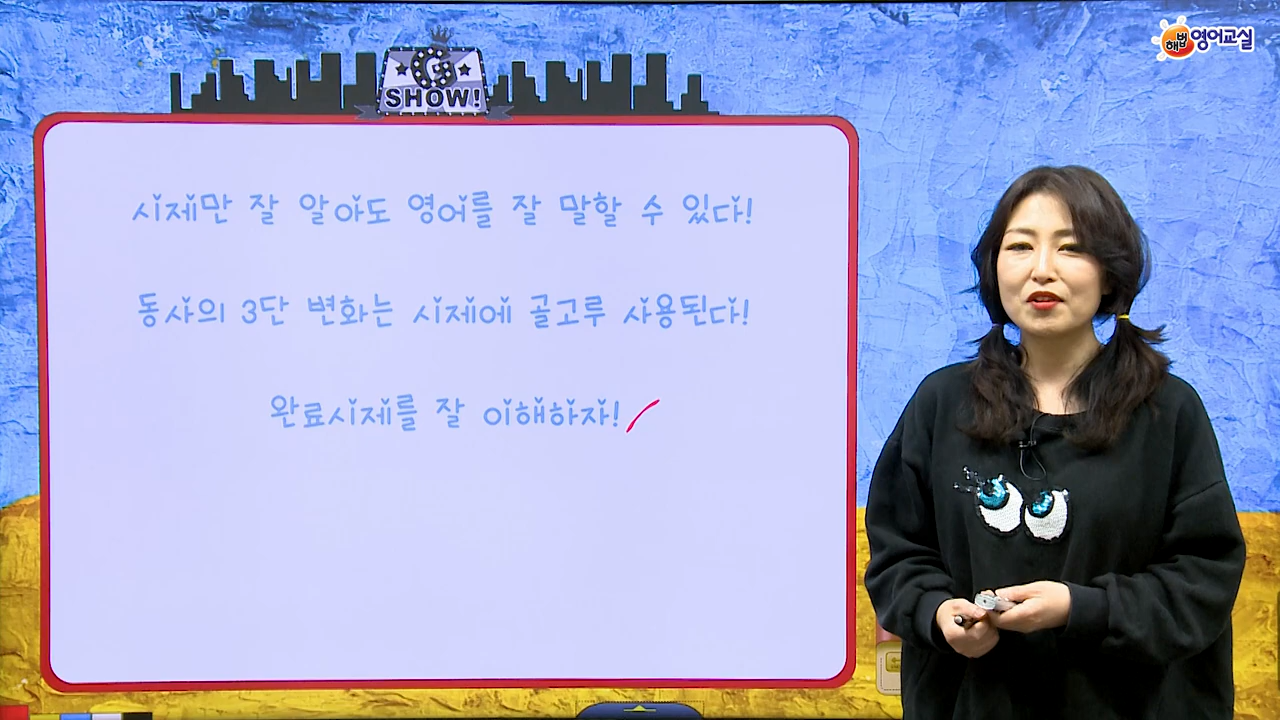 해법 영어교실
G
SHOW!
시제만 잘 알아도 영어를 잘 말할 수 있다!
동사의 3단 변화는 시제에 골고루 사용된다!
완료시제를 잘 이해하자!